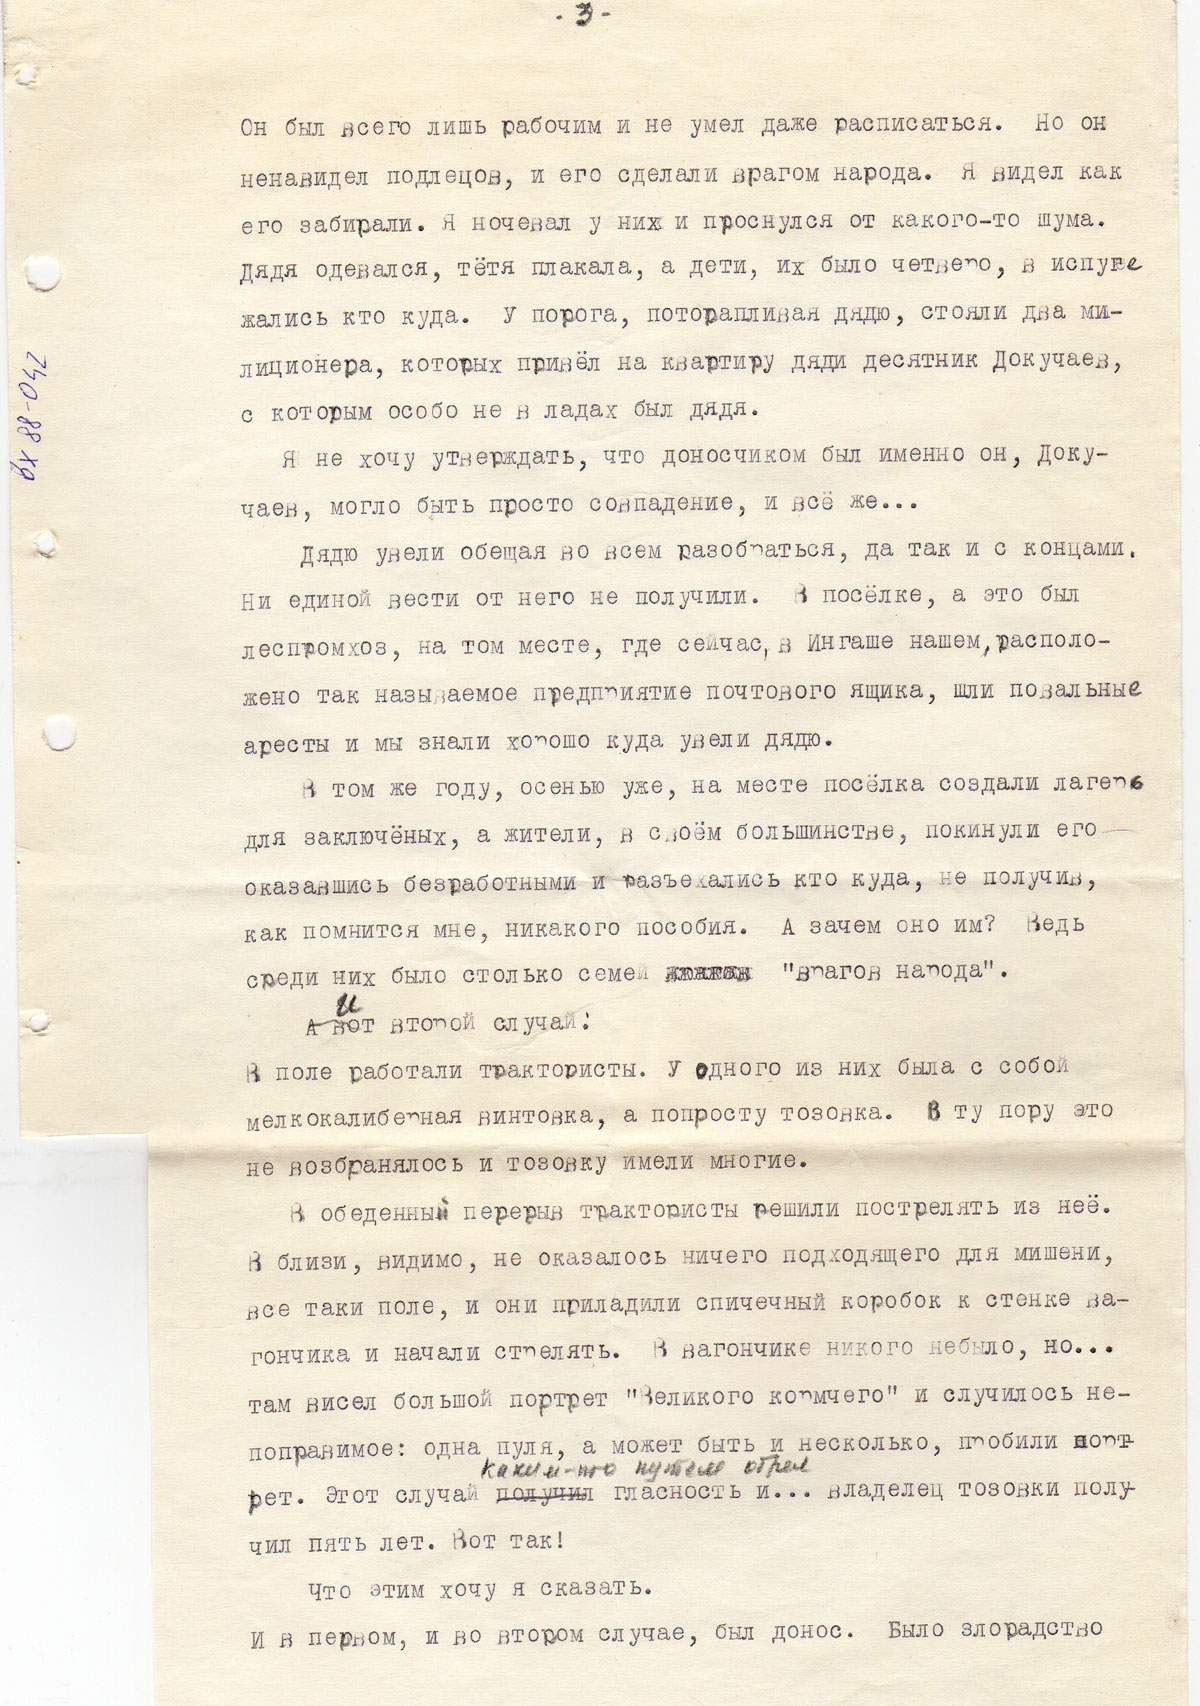 - 3 -
Он был всего лишь рабочим и не умел даже расписаться. Но он
ненавидел подлецов, и его сделали врагом народа. Я видел как
его забирали. Я ночевал у них и проснулся от какого-то шума.
Дядя одевался, тётя плакала, а дети, их было четверо, в испуге
жались кто куда. У порога, поторапливая дядю, стояли два ми-
лиционера, которых привёл на квартиру дяди десятник Докучаев,
с которым особо не в ладах был дядя.
вх 88-042
Я не хочу утверждать, что доносчиком был именно он, Доку-
чаев, могло быть просто совпадение, и всё же...
Дядю увели обещая во всем разобраться, да так и с концами.
Ни единой вести от него не получили. В посёлке, а это был
леспромхоз, на том месте, где сейчас, в Ингаше нашем, располо-
жено так называемое предприятие почтового ящика, шли повальные
аресты и мы знали хорошо куда увели дядю.
В том же году, осенью уже, на месте посёлка создали лагерь
для заключёных, а жители, в своём большинстве, покинули его
оказавшись безработными и разъехались кто куда, не получив,
как помнится мне, никакого пособия. А зачем оно им? Ведь
среди них было столько семей "врагов народа".
и
А вот второй случай:
В поле работали трактористы. У одного из них была с собой
мелкокалиберная винтовка, а попросту тозовка. В ту пору это
не возбранялось и тозовку имели многие.
В обеденный перерыв трактористы решили пострелять из неё.
В близи, видимо, не оказалось ничего подходящего для мишени,
все таки поле, и они приладили спичечный коробок к стенке ва-
гончика и начали стрелять. В вагончике никого небыло, но...
там висел большой портрет "Великого кормчего" и случилось не-
поправимое: одна пуля, а может быть и несколько, пробили порт-
каким-то путем обрел
рет. Этот случай получил гласность и... владелец тозовки полу-
чил пять лет. Вот так!
Что этим хочу я сказать.
И в первом, и во втором случае, был донос. Было злорадство